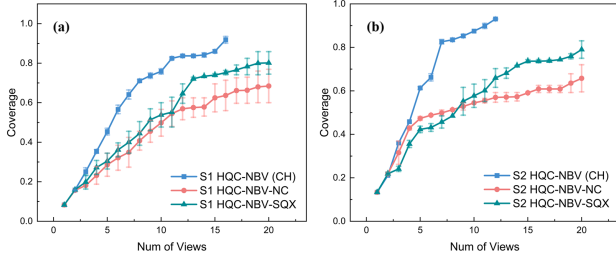 (a)
1.0
0.8
0.6
0.4
0.2
0.0
Coverage
S1 HQC-NBV (CH)
S1 HQC-NBV-NC
S1 HQC-NBV-SQX
0 5 10 15 20
Num of Views
(b)
1.0
0.8
0.6
0.4
0.2
0.0
Coverage
S2 HQC-NBV (CH)
S2 HQC-NBV-NC
S2 HQC-NBV-SQX
0 5 10 15 20
Num of Views